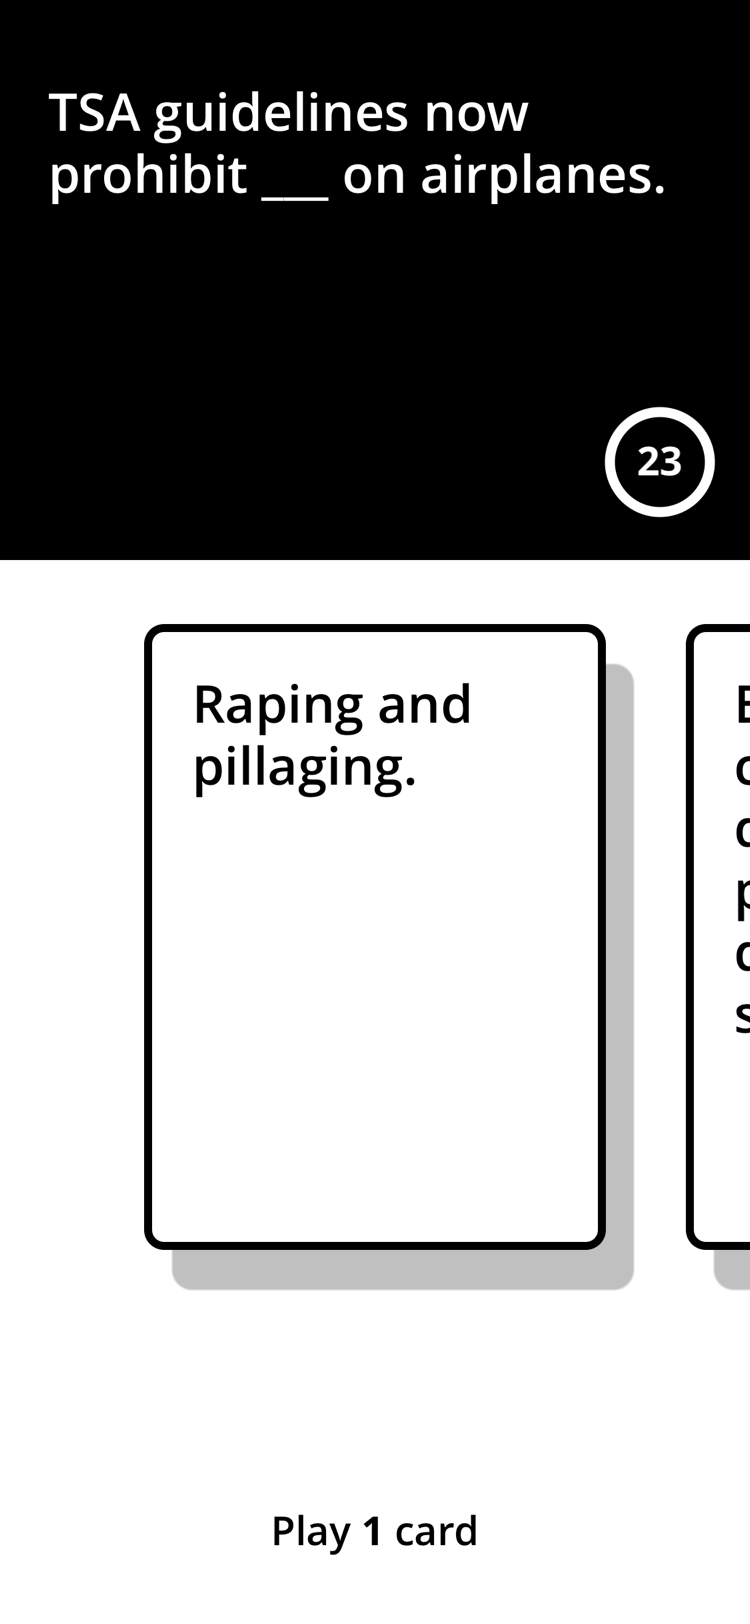 TSA guidelines now
prohibit ___ on airplanes.
23
Raping and
pillaging.
Play 1 card